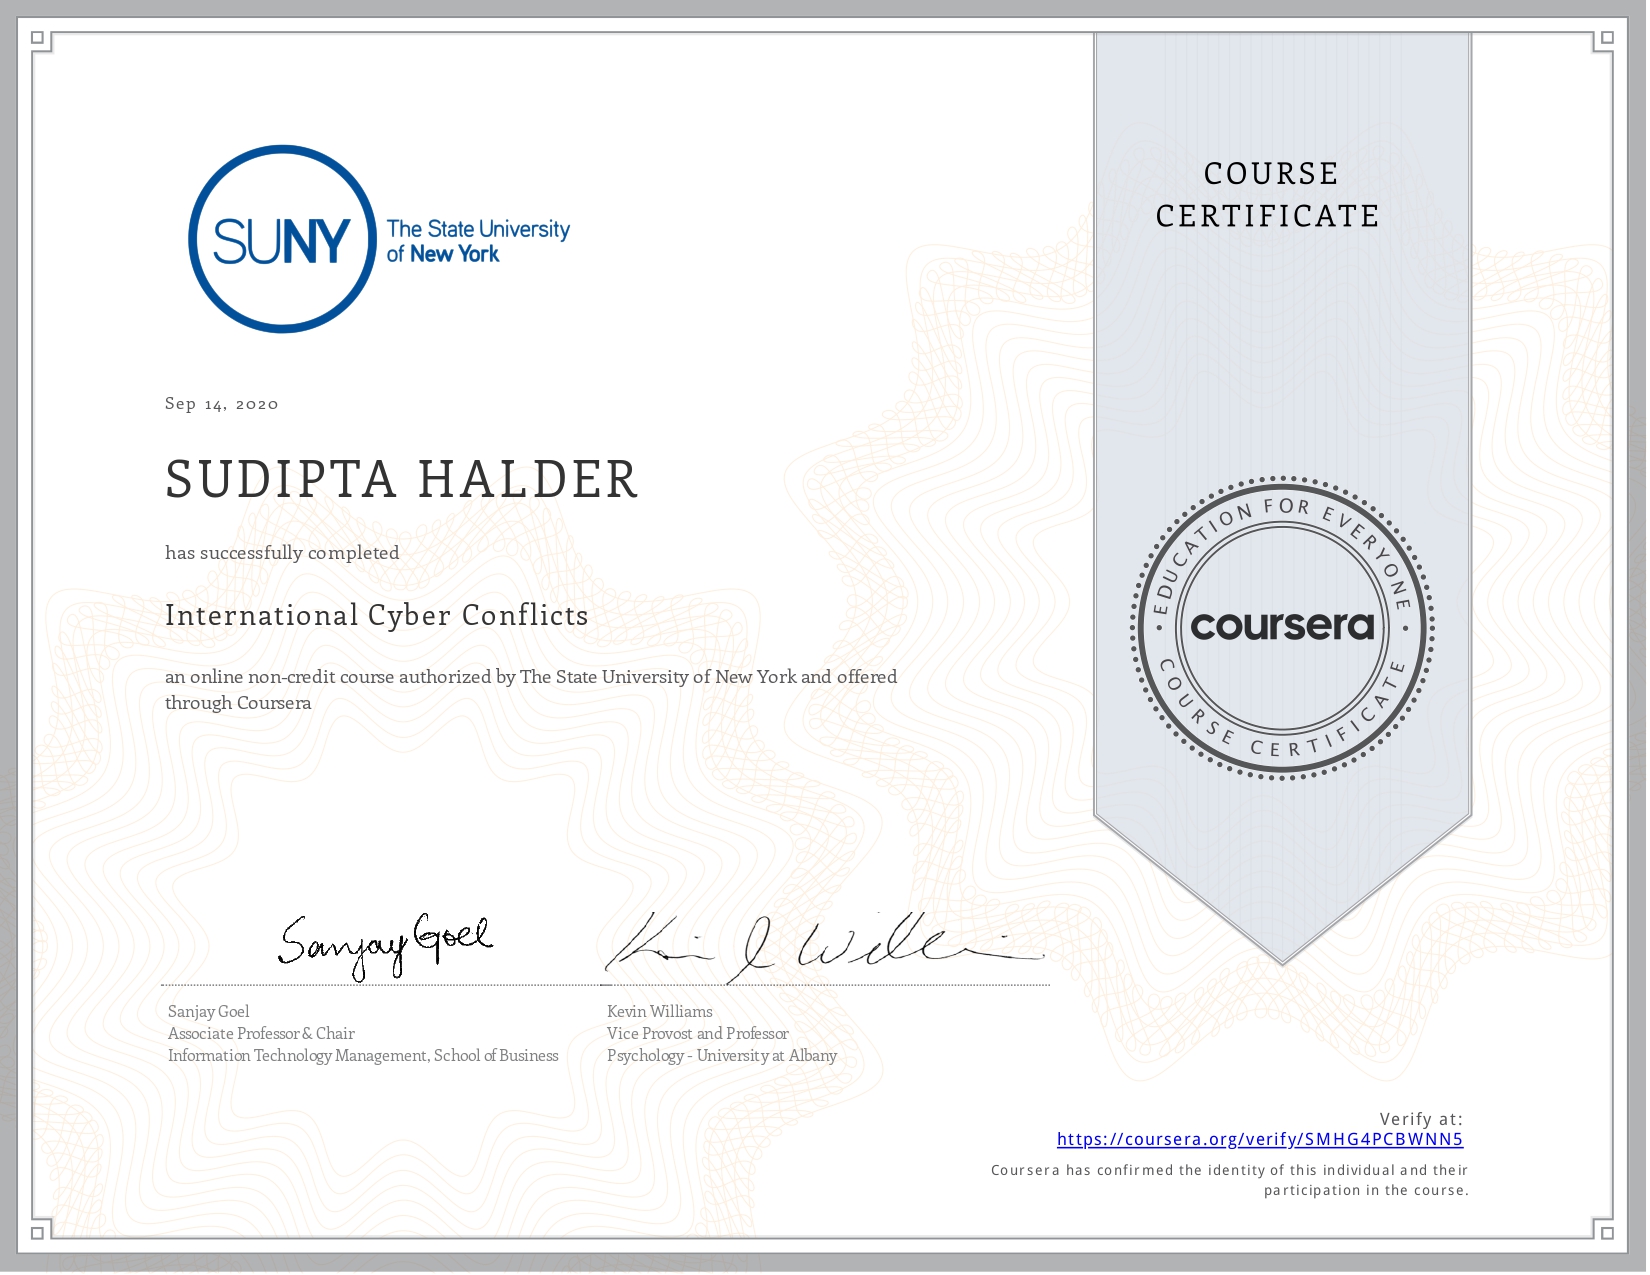 COURSE
CERTIFICATE
SUNY
The State University
of New York
Sep 14, 2020
SUDIPTA HALDER
has successfully completed
International Cyber Conflicts
an online non-credit course authorized by The State University of New York and offered
through Coursera
EDUCATION FOR EVERYONE
coursera
COURSE CERTIFICATE
Sanjay Goel
Kevin J Williams
Sanjay Goel
Associate Professor & Chair
Information Technology Management, School of Business
Kevin Williams
Vice Provost and Professor
Psychology - University at Albany
Verify at:
https://coursera.org/verify/SMHG4PCBWNN5
Coursera has confirmed the identity of this individual and their
participation in the course.